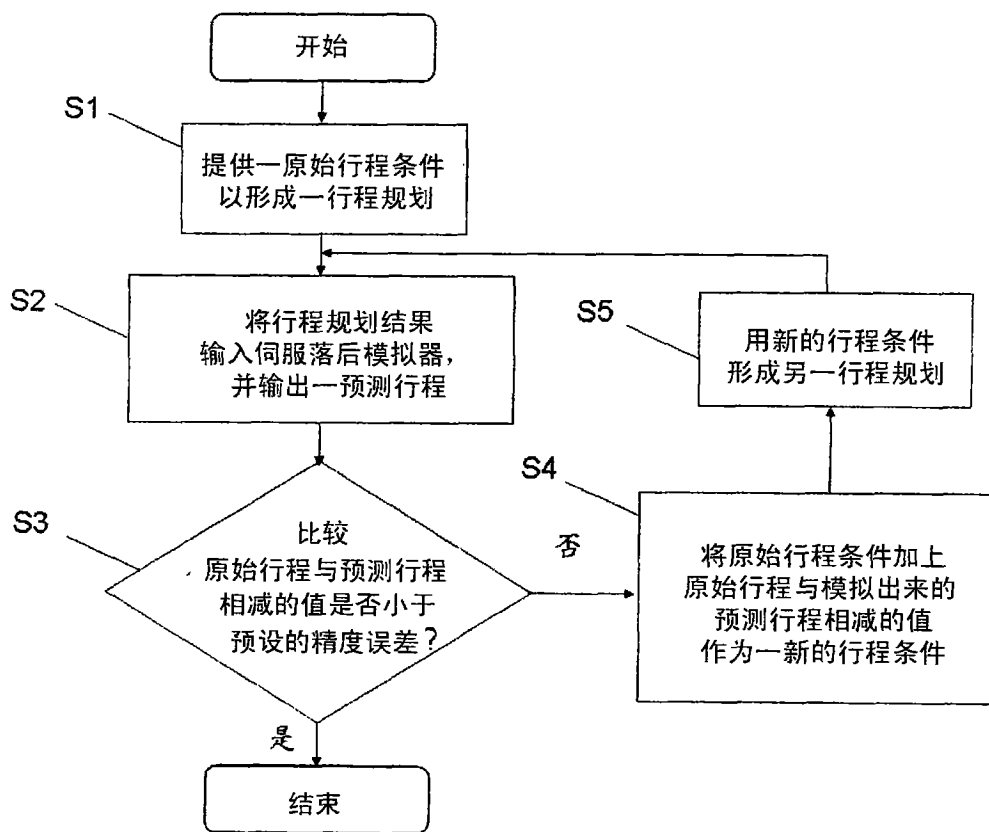 开始
S1
提供一原始行程条件
以形成一行程规划
S2
将行程规划结果
输入伺服落后模拟器,
并输出一预测行程
S5
用新的行程条件
形成另一行程规划
S3
比较
原始行程与预测行程
相减的值是否小于
预设的精度误差?
否
S4
将原始行程条件加上
原始行程与模拟出来的
预测行程相减的值
作为一新的行程条件
是
结束